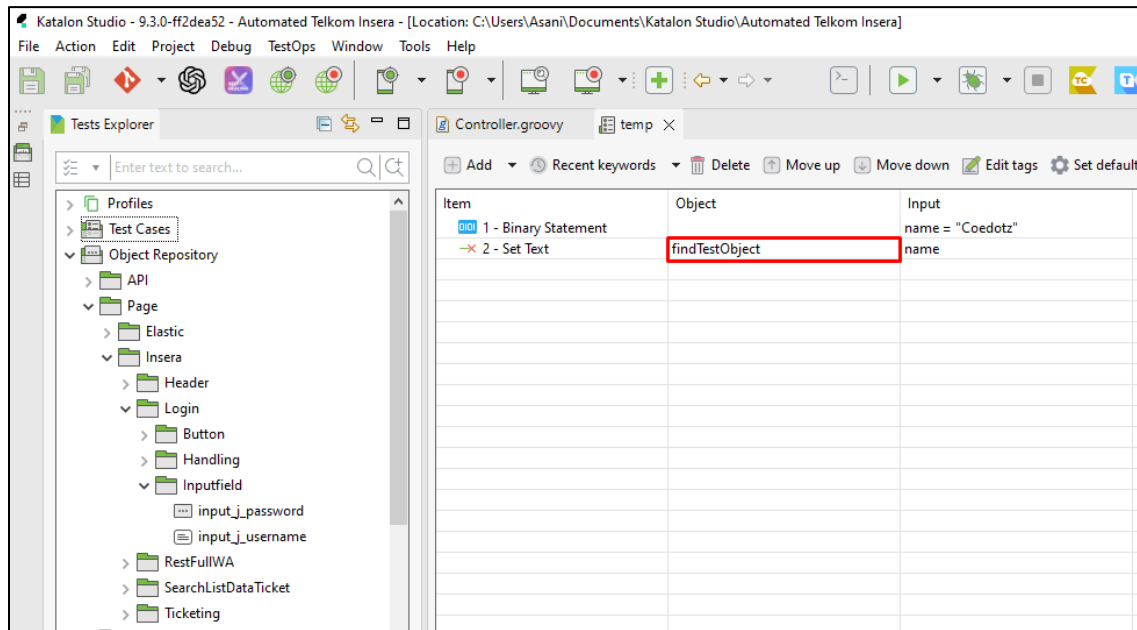 Katalon Studio - 9.3.0-ff2dea52 - Automated Telkom Insera - [Location: C:\Users\Asani\Documents\Katalon Studio\Automated Telkom Insera]
File Action Edit Project Debug TestOps Window Tools Help
TC
Tests Explorer
Controller.groovy temp
Enter text to search...
Add Recent keywords Delete Move up Move down Edit tags Set default
Profiles
Test Cases
Object Repository
API
Page
Elastic
Insera
Header
Login
Button
Handling
Inputfield
input_j_password
input_j_username
RestFullWA
SearchListDataTicket
Ticketing
Item Object Input
0101 1 - Binary Statement name = "Coedotz"
2 - Set Text findTestObject name